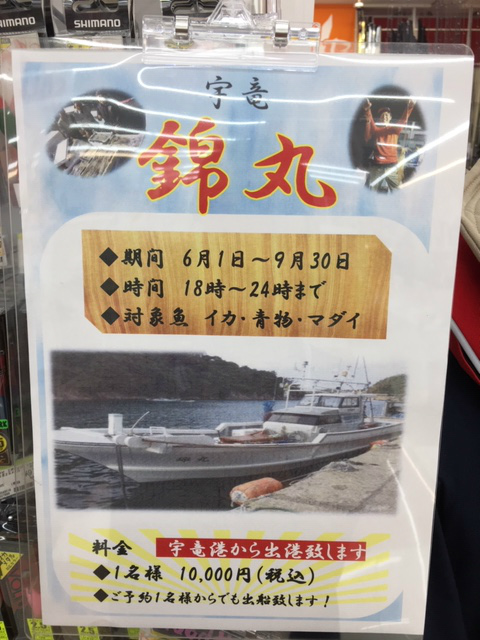 SHIMANO
SHIMANO
宇竜
錦丸
◆期间 6月1日~9月30日
◆時間 18時~24時まで
◆対象魚 イカ・青物・マダイ
料金 宇竜港から出港致します
◆1名様 10,000円(税込)
◆ご予約1名様からでも出船致します!